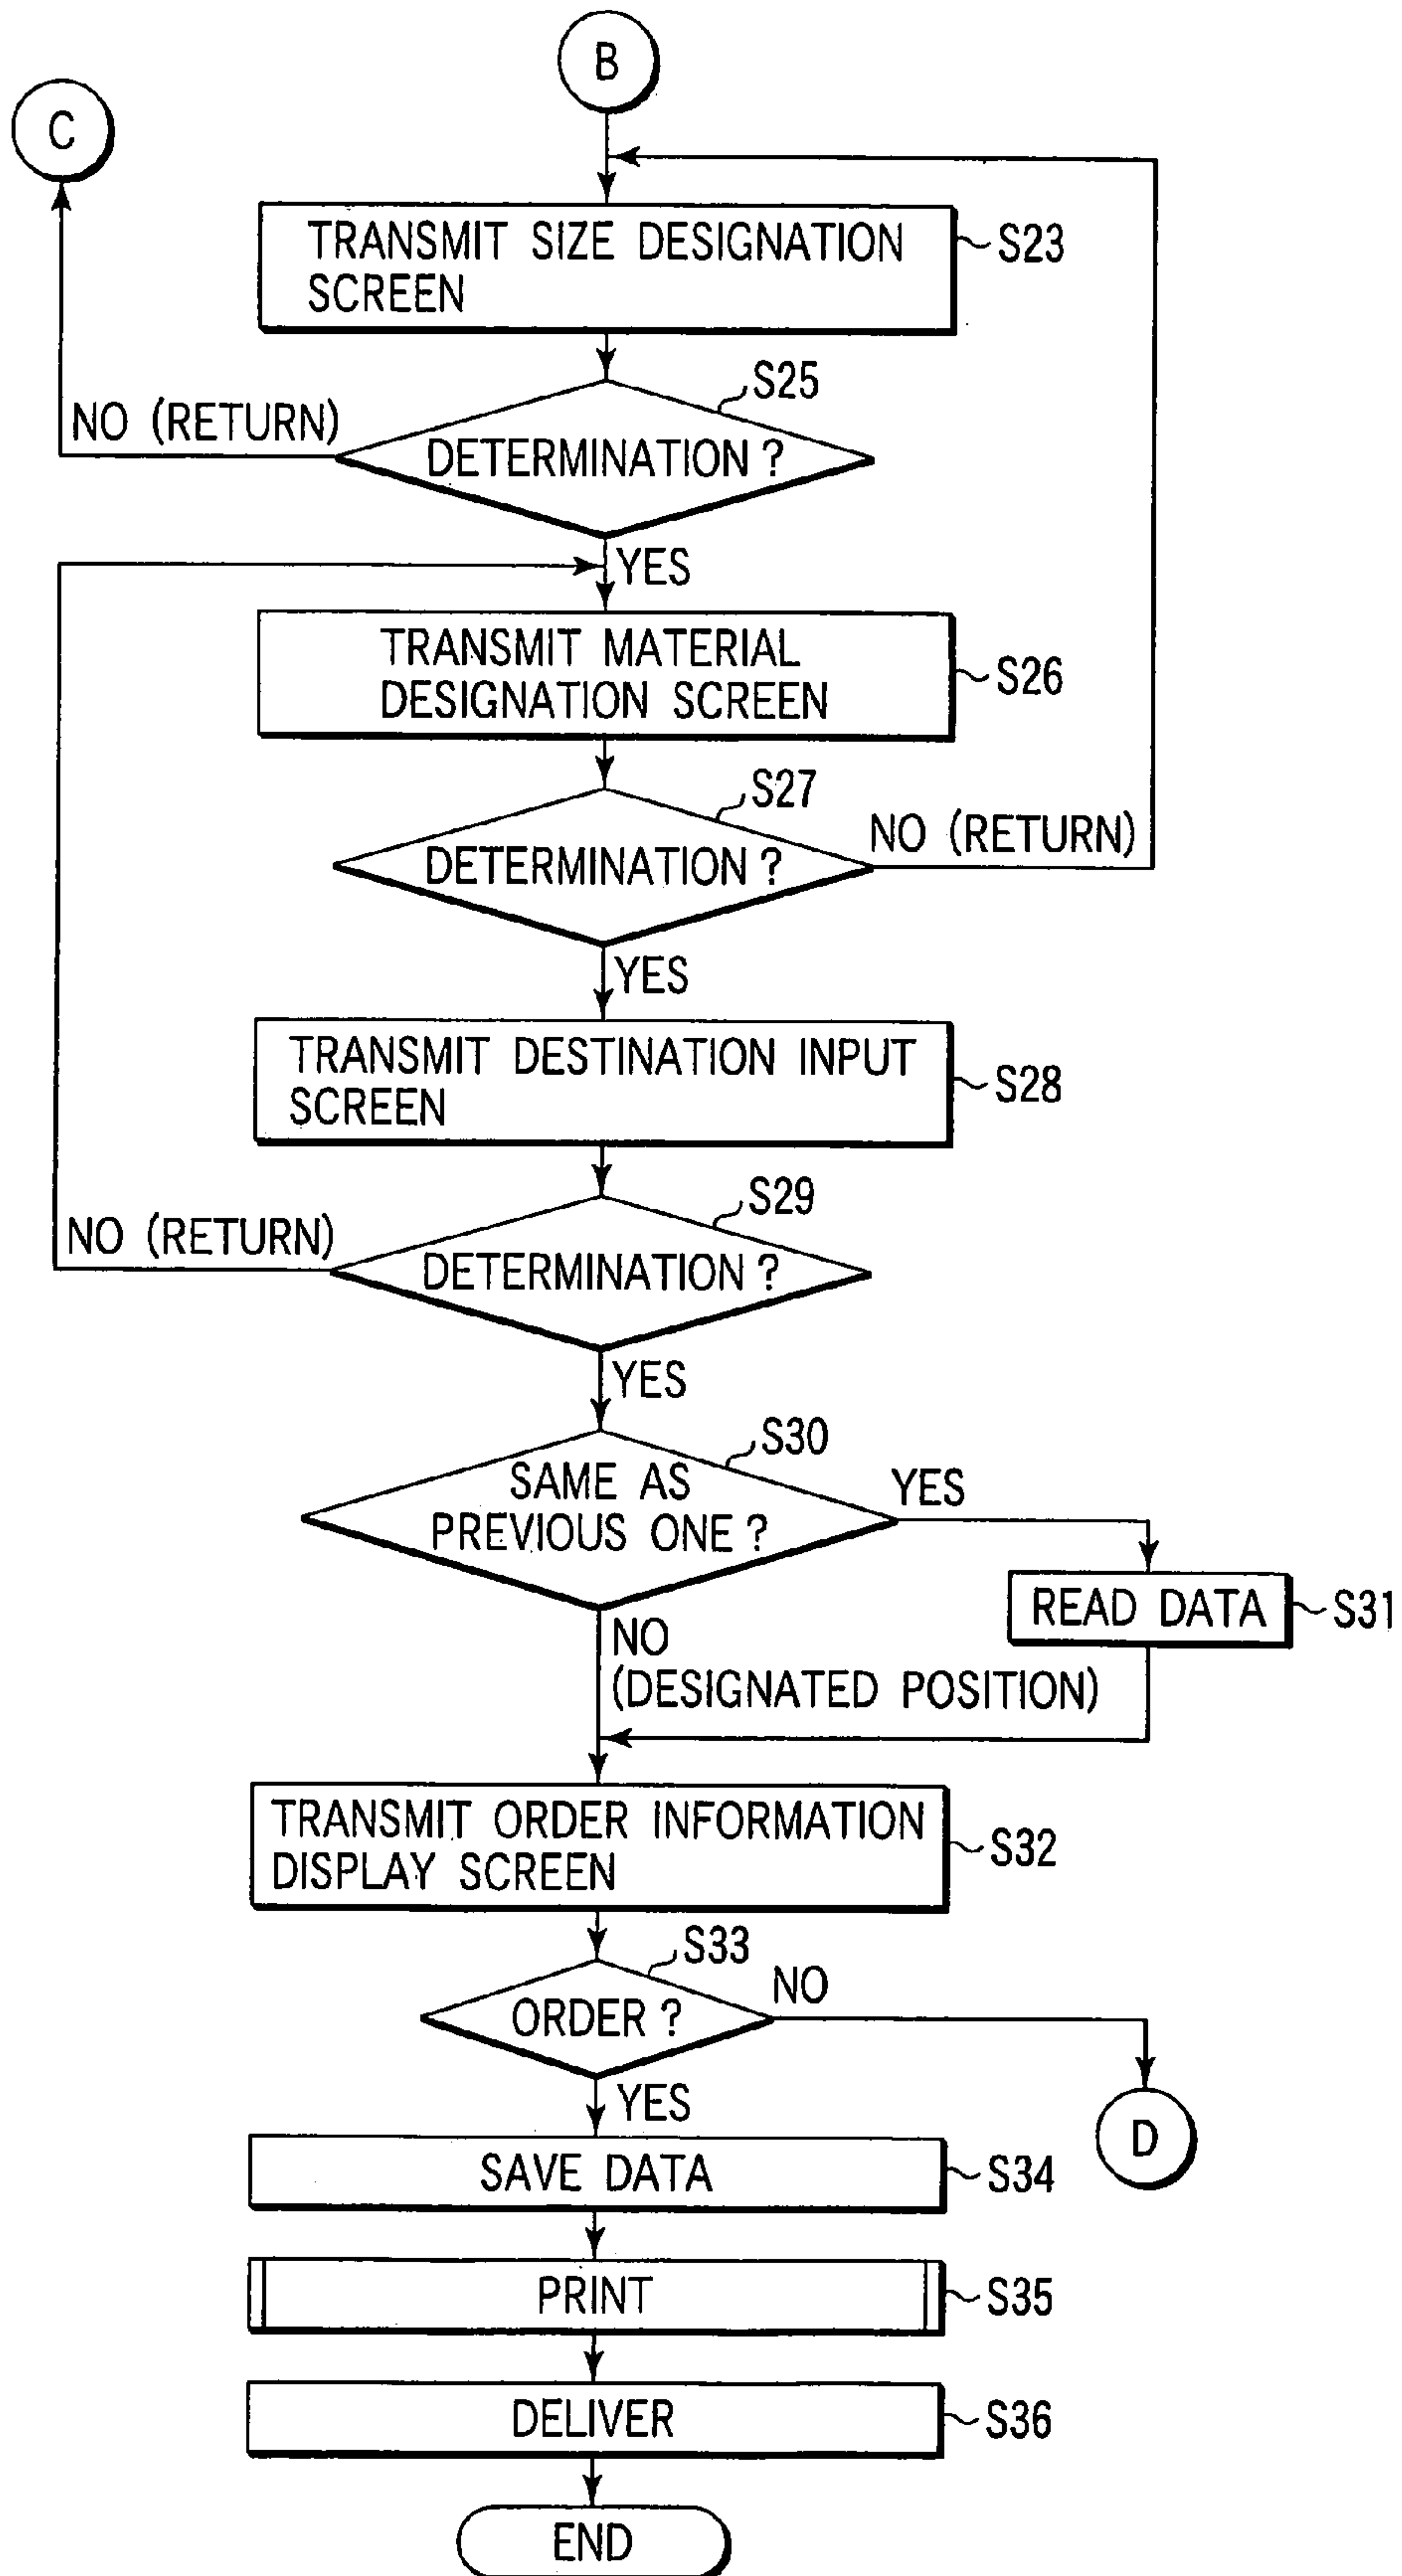 B
C
TRANSMIT SIZE DESIGNATION
SCREEN
S23
S25
NO (RETURN)
DETERMINATION ?
YES
TRANSMIT MATERIAL
DESIGNATION SCREEN
S26
S27
NO (RETURN)
DETERMINATION ?
YES
TRANSMIT DESTINATION INPUT
SCREEN
S28
S29
NO (RETURN)
DETERMINATION ?
YES
S30
SAME AS
PREVIOUS ONE ?
YES
READ DATA
S31
NO
(DESIGNATED POSITION)
TRANSMIT ORDER INFORMATION
DISPLAY SCREEN
S32
S33
ORDER ?
NO
YES
D
SAVE DATA
S34
PRINT
S35
DELIVER
S36
END